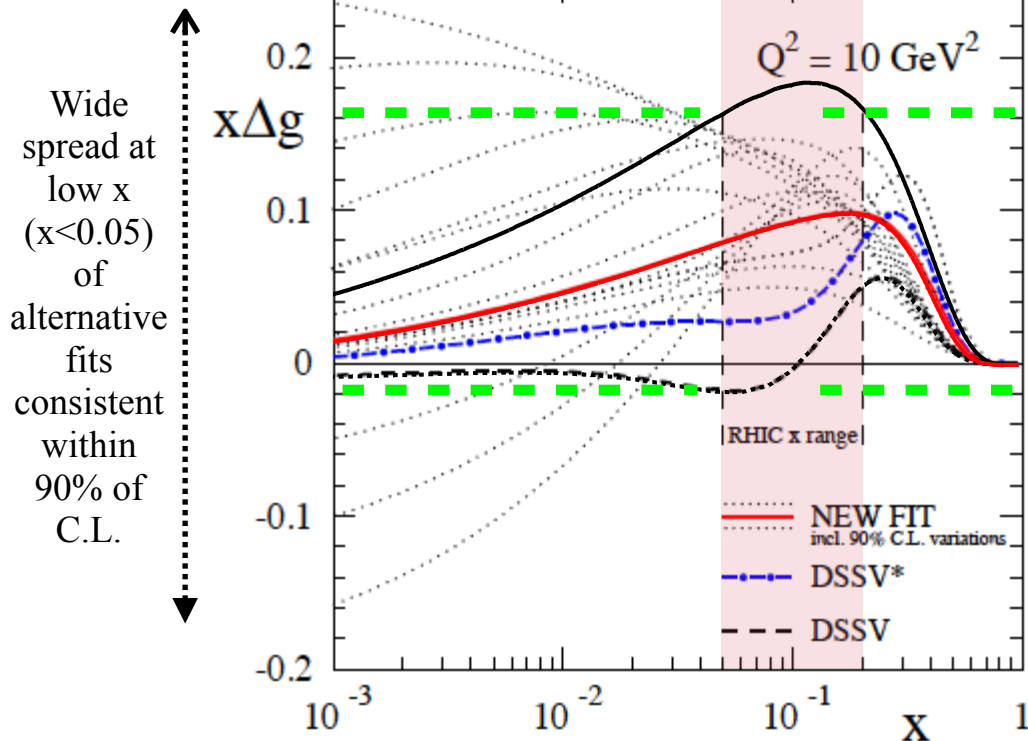 Wide
spread at
low x
(x<0.05)
of
alternative
fits
consistent
within
90% of
C.L.
xΔg
Q² = 10 GeV²
0.2
0.1
0
-0.1
-0.2
RHIC x range
NEW FIT
incl. 90% C.L. variations
DSSV*
DSSV
10⁻³
10⁻²
10⁻¹
x
1